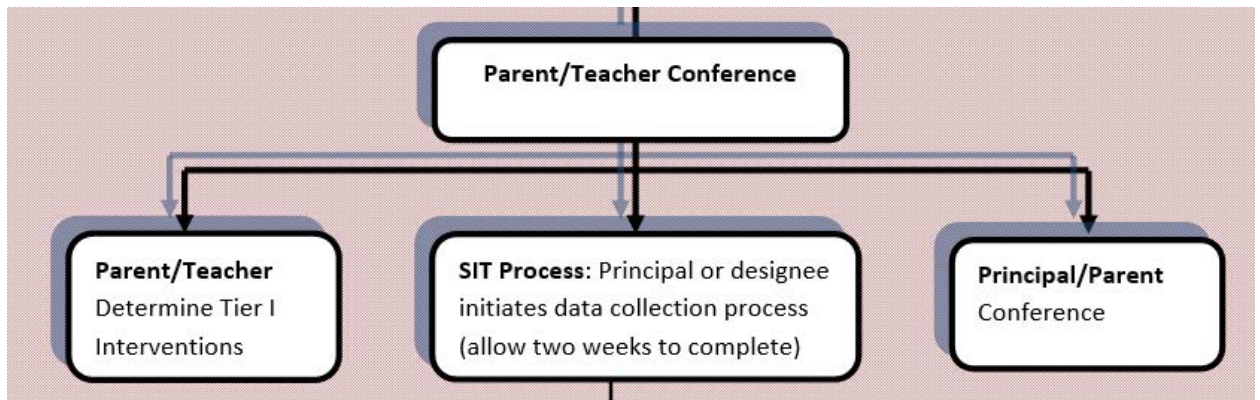 Parent/Teacher Conference
Parent/Teacher
Determine Tier I
Interventions
SIT Process: Principal or designee
initiates data collection process
(allow two weeks to complete)
Principal/Parent
Conference